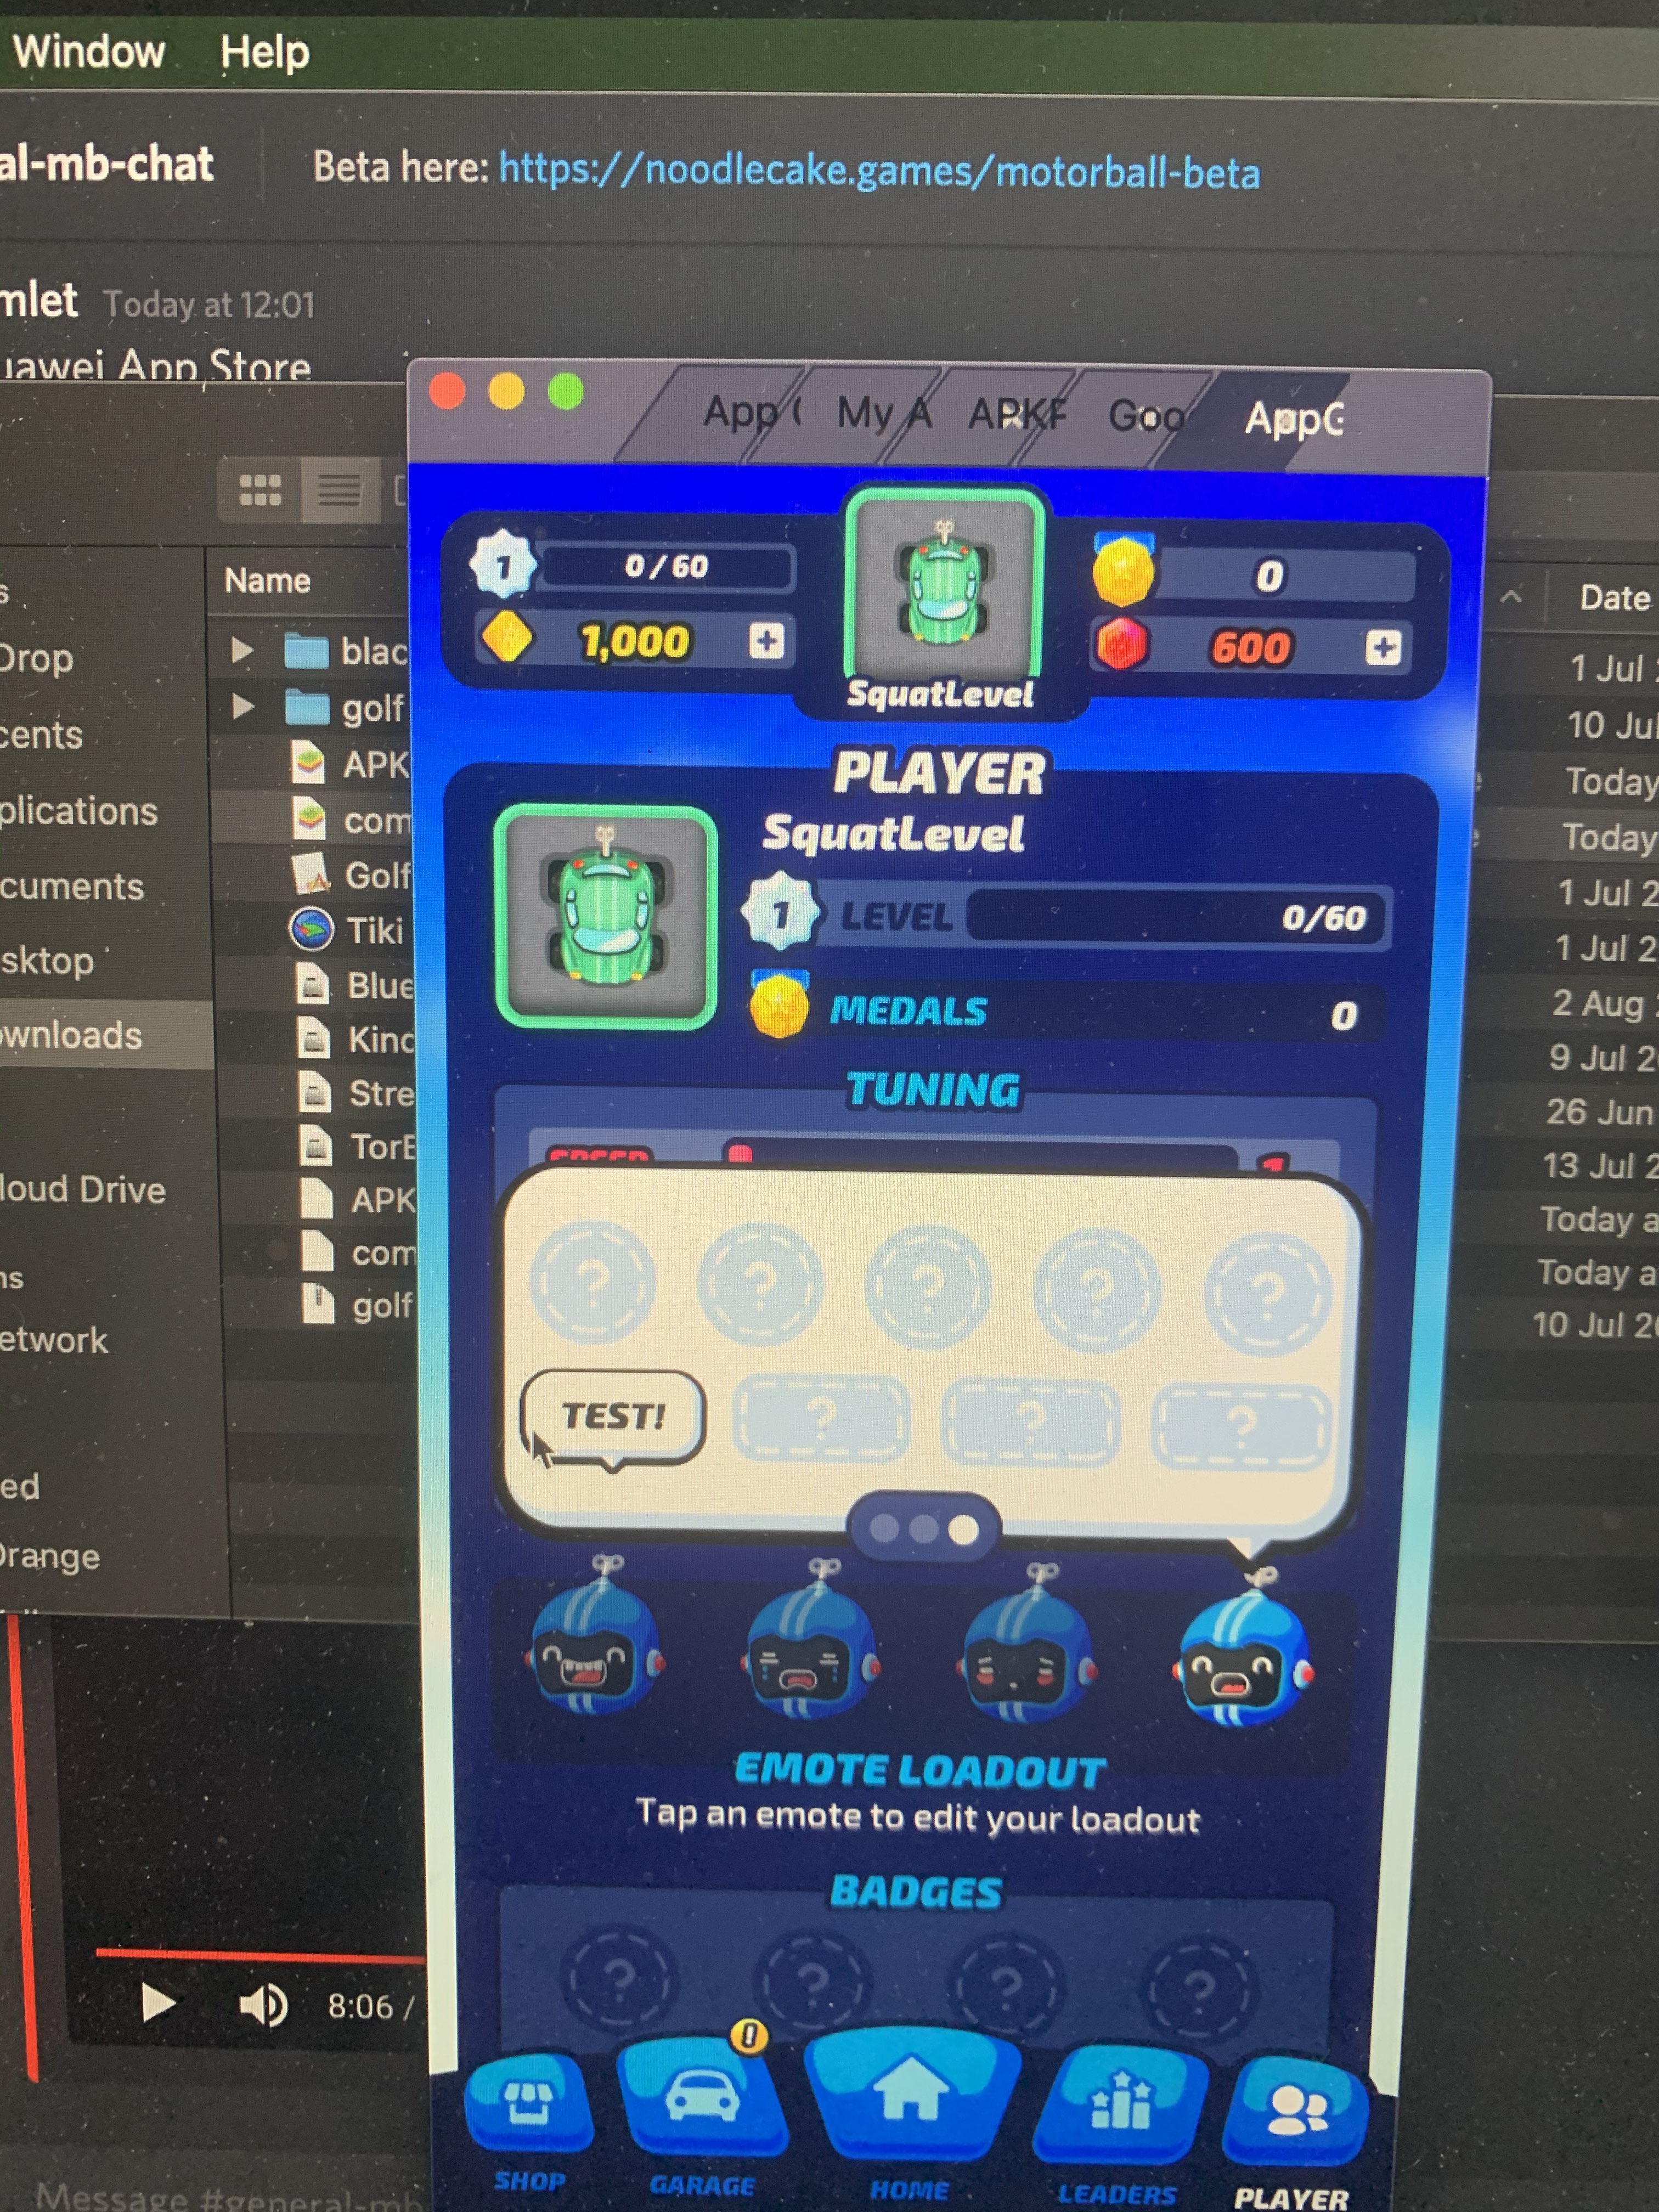 Window Help
al-mb-chat Beta here: https://noodlecake.games/motorball-beta
mlet Today at 12:01
uawei App Store
App My A APKF Goo AppG
1 0/60 0
1,000 600
SquatLevel
PLAYER
SquatLevel
1 LEVEL 0/60
MEDALS 0
TUNING
SPEED 1
? ? ? ? ?
TEST! ? ? ?
EMOTE LOADOUT
Tap an emote to edit your loadout
BADGES
? ? ? ?
!
SHOP GARAGE HOME LEADERS PLAYER
Name
blac
golf
APK
com
Golf
Tiki
Blue
Kinc
Stre
TorB
APK
com
golf
s
Drop
cents
plications
cuments
sktop
wnloads
loud Drive
ns
etwork
ed
Orange
Date
1 Jul
10 Jul
Today
Today
1 Jul 2
1 Jul 2
2 Aug
9 Jul 2
26 Jun
13 Jul 2
Today a
Today a
10 Jul 20
8:06 /
Message #general-mb